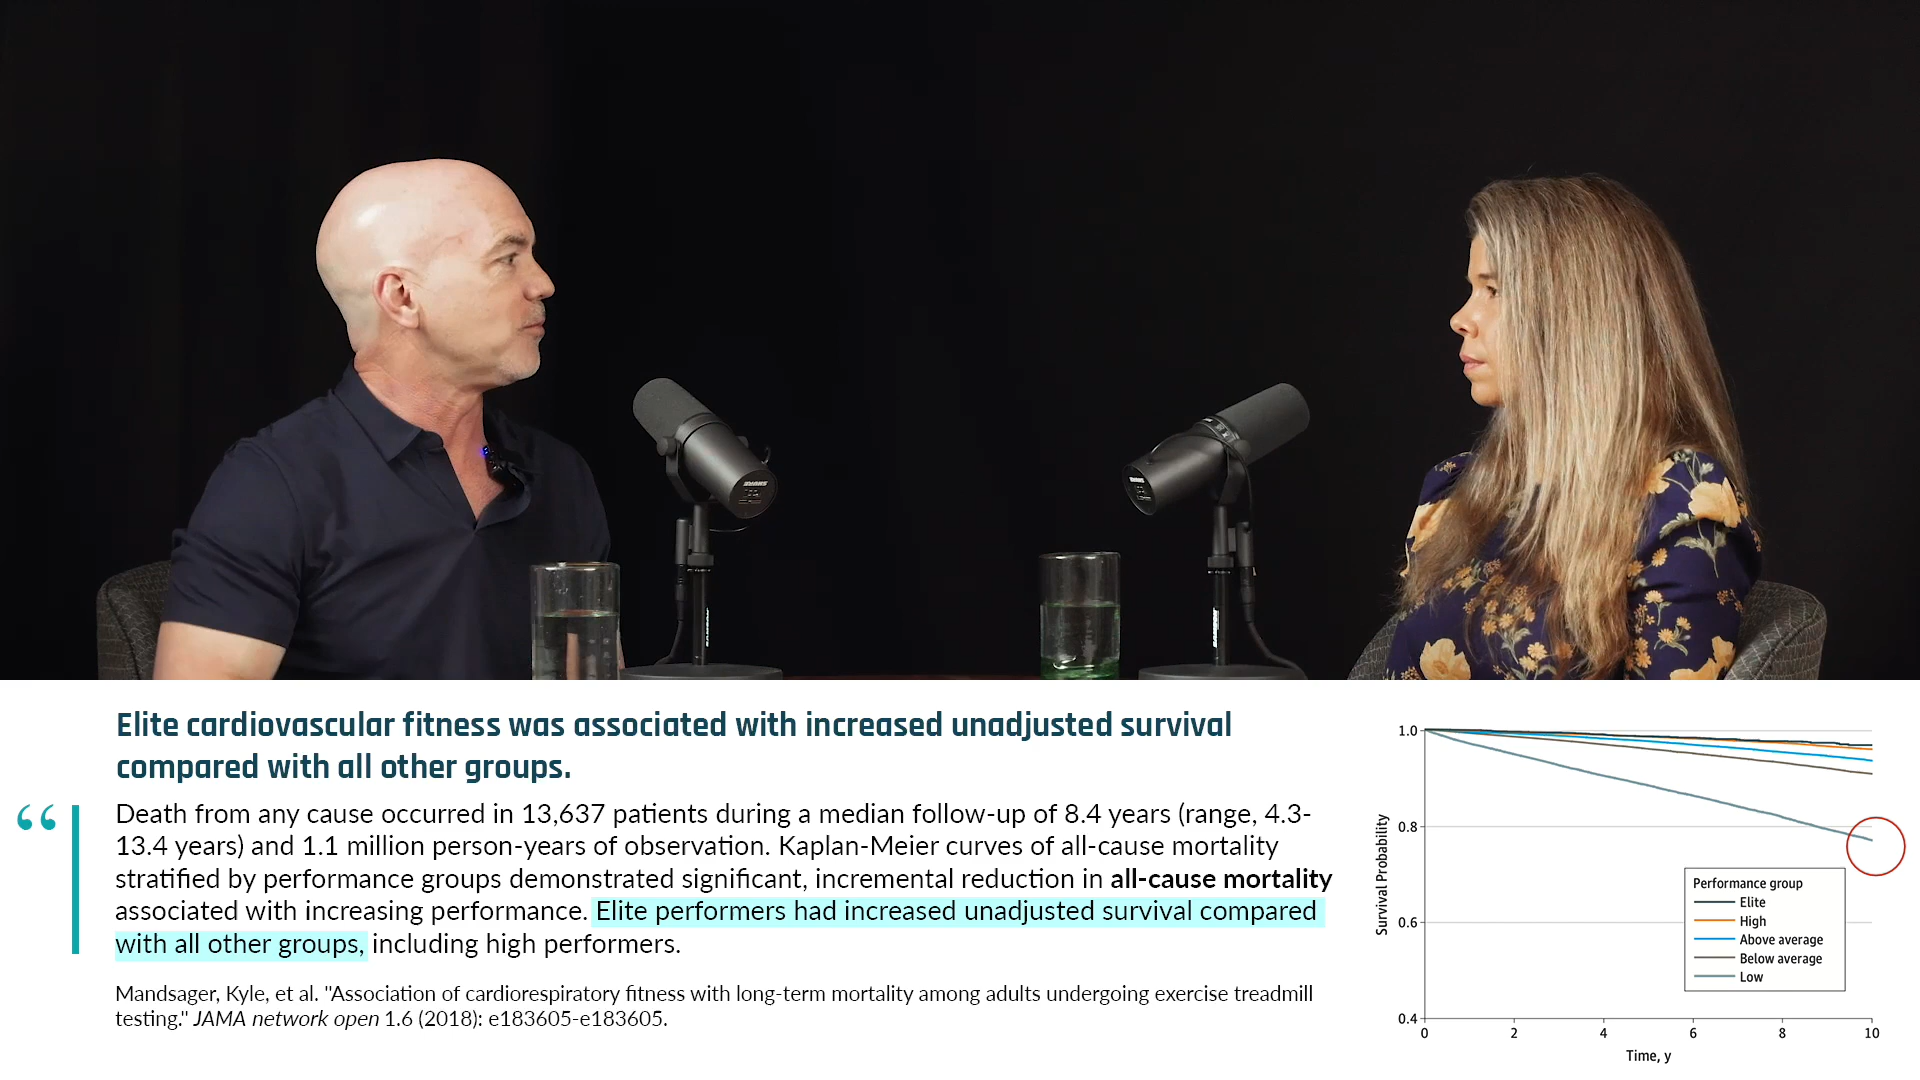 SHURE
SHURE
SAMSON
SAMSON
Elite cardiovascular fitness was associated with increased unadjusted survival
compared with all other groups.
“
Death from any cause occurred in 13,637 patients during a median follow-up of 8.4 years (range, 4.3-
13.4 years) and 1.1 million person-years of observation. Kaplan-Meier curves of all-cause mortality
stratified by performance groups demonstrated significant, incremental reduction in all-cause mortality
associated with increasing performance. Elite performers had increased unadjusted survival compared
with all other groups, including high performers.
Mandsager, Kyle, et al. "Association of cardiorespiratory fitness with long-term mortality among adults undergoing exercise treadmill
testing." JAMA network open 1.6 (2018): e183605-e183605.
1.0
0.8
0.6
0.4
Survival Probability
Performance group
Elite
High
Above average
Below average
Low
0 2 4 6 8 10
Time, y